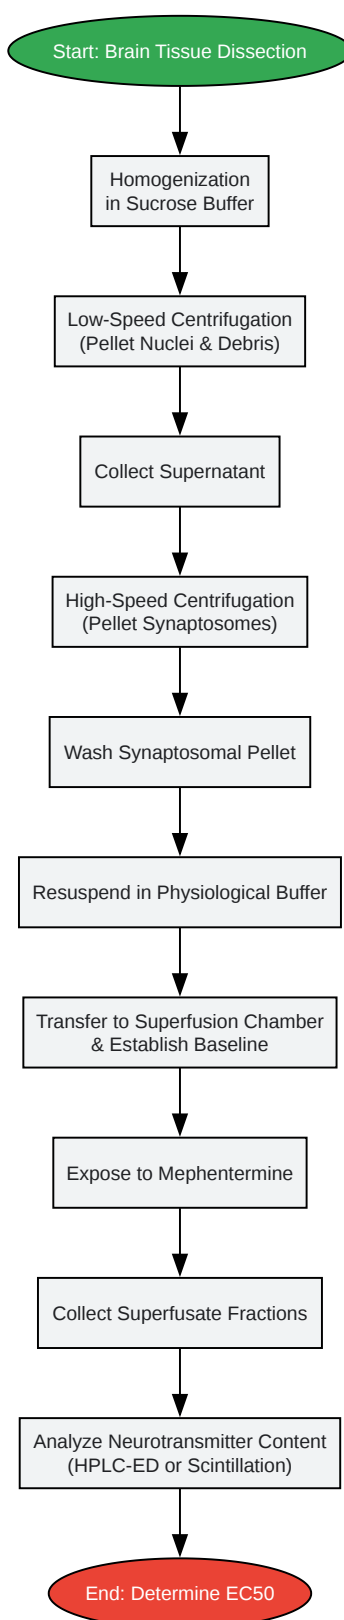 Start: Brain Tissue Dissection
Homogenization
in Sucrose Buffer
Low-Speed Centrifugation
(Pellet Nuclei & Debris)
Collect Supernatant
High-Speed Centrifugation
(Pellet Synaptosomes)
Wash Synaptosomal Pellet
Resuspend in Physiological Buffer
Transfer to Superfusion Chamber
& Establish Baseline
Expose to Mephentermine
Collect Superfusate Fractions
Analyze Neurotransmitter Content
(HPLC-ED or Scintillation)
End: Determine EC50